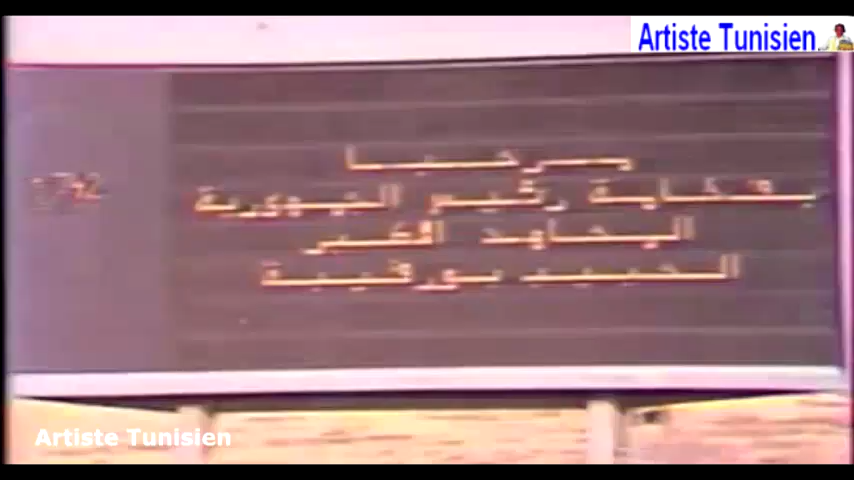 Artiste Tunisien
مرحبا
بفخامة رئيس الجمهورية
المجاهد الأكبر
الحبيب بورقيبة
Artiste Tunisien